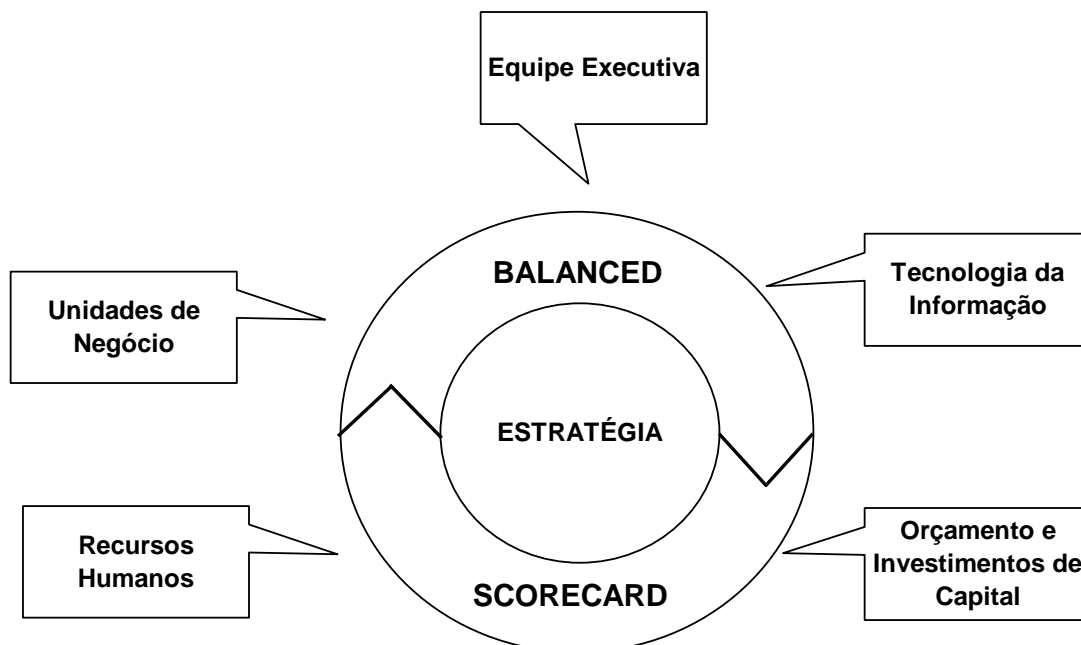 Equipe Executiva
BALANCED
Tecnologia da
Informação
Unidades de
Negócio
ESTRATÉGIA
Recursos
Humanos
SCORECARD
Orçamento e
Investimentos de
Capital